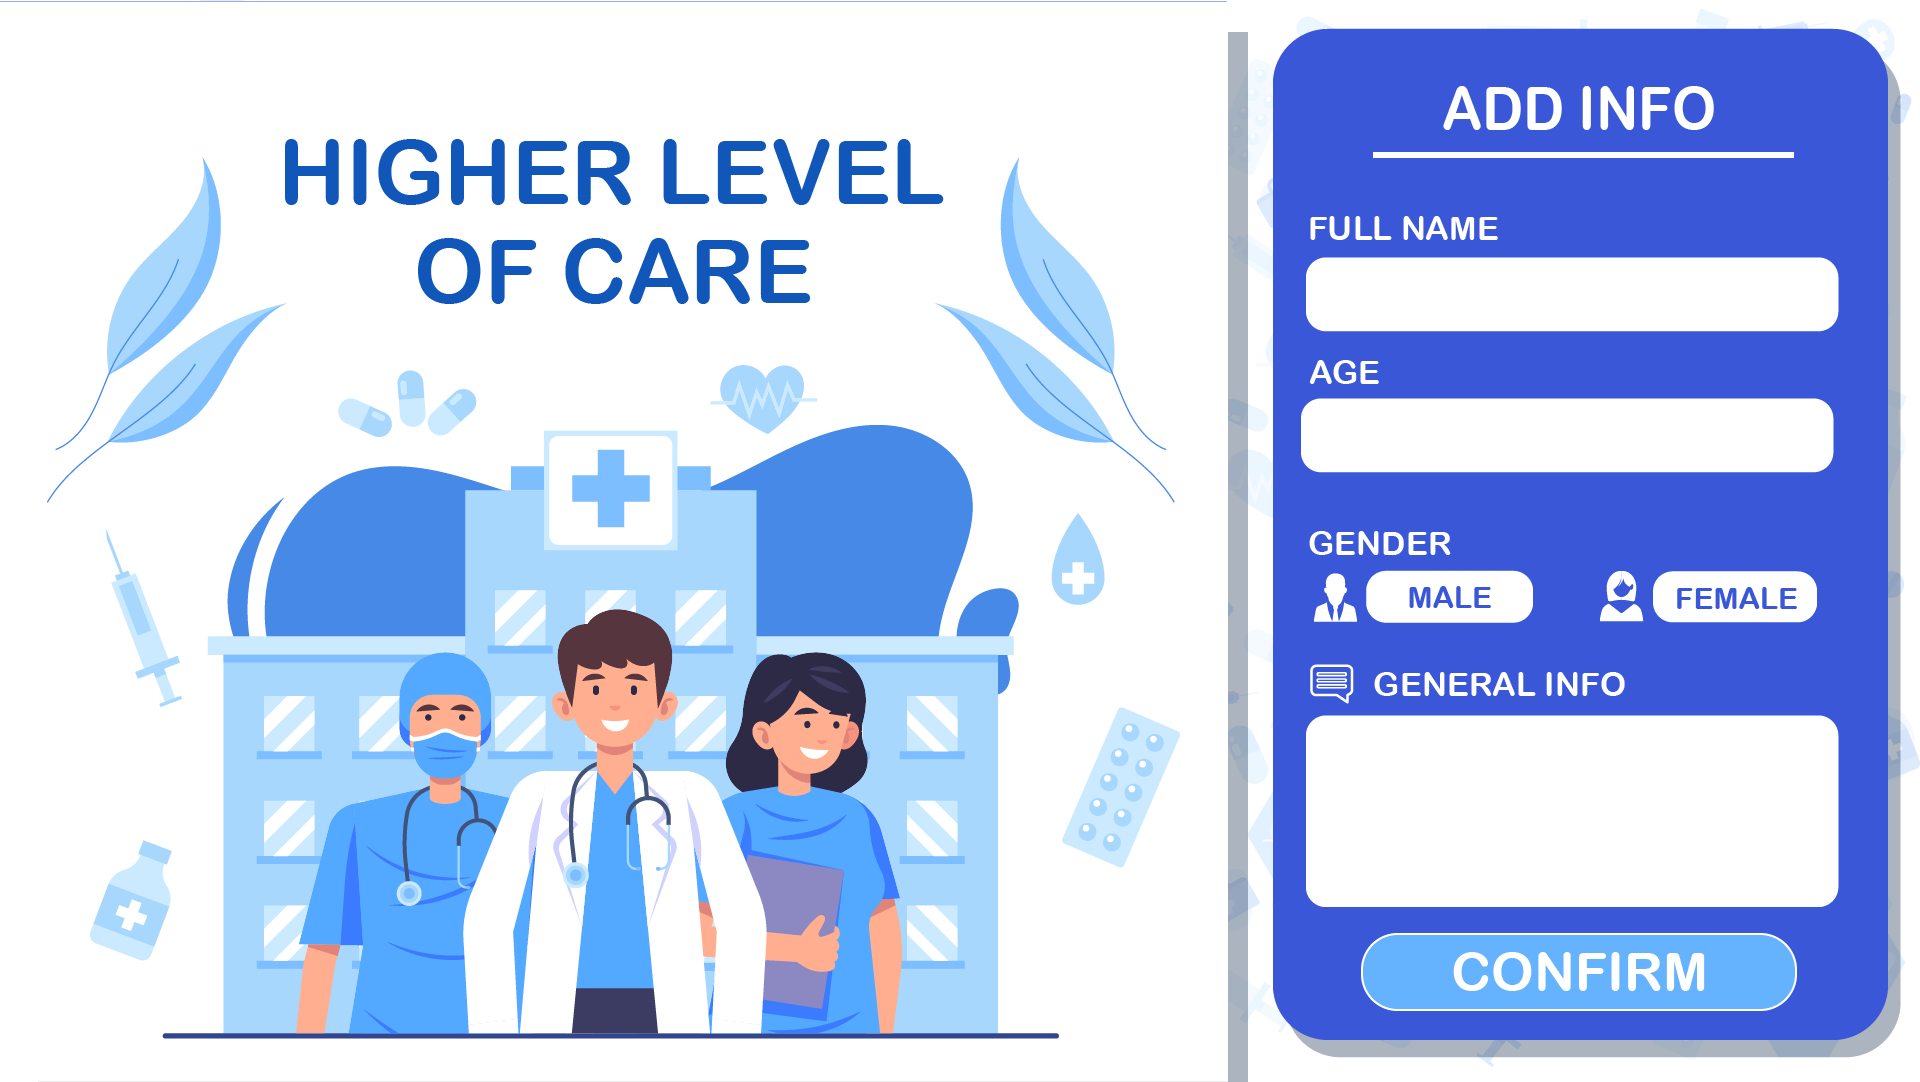 HIGHER LEVEL
OF CARE
ADD INFO
FULL NAME
AGE
GENDER
MALE
FEMALE
GENERAL INFO
CONFIRM